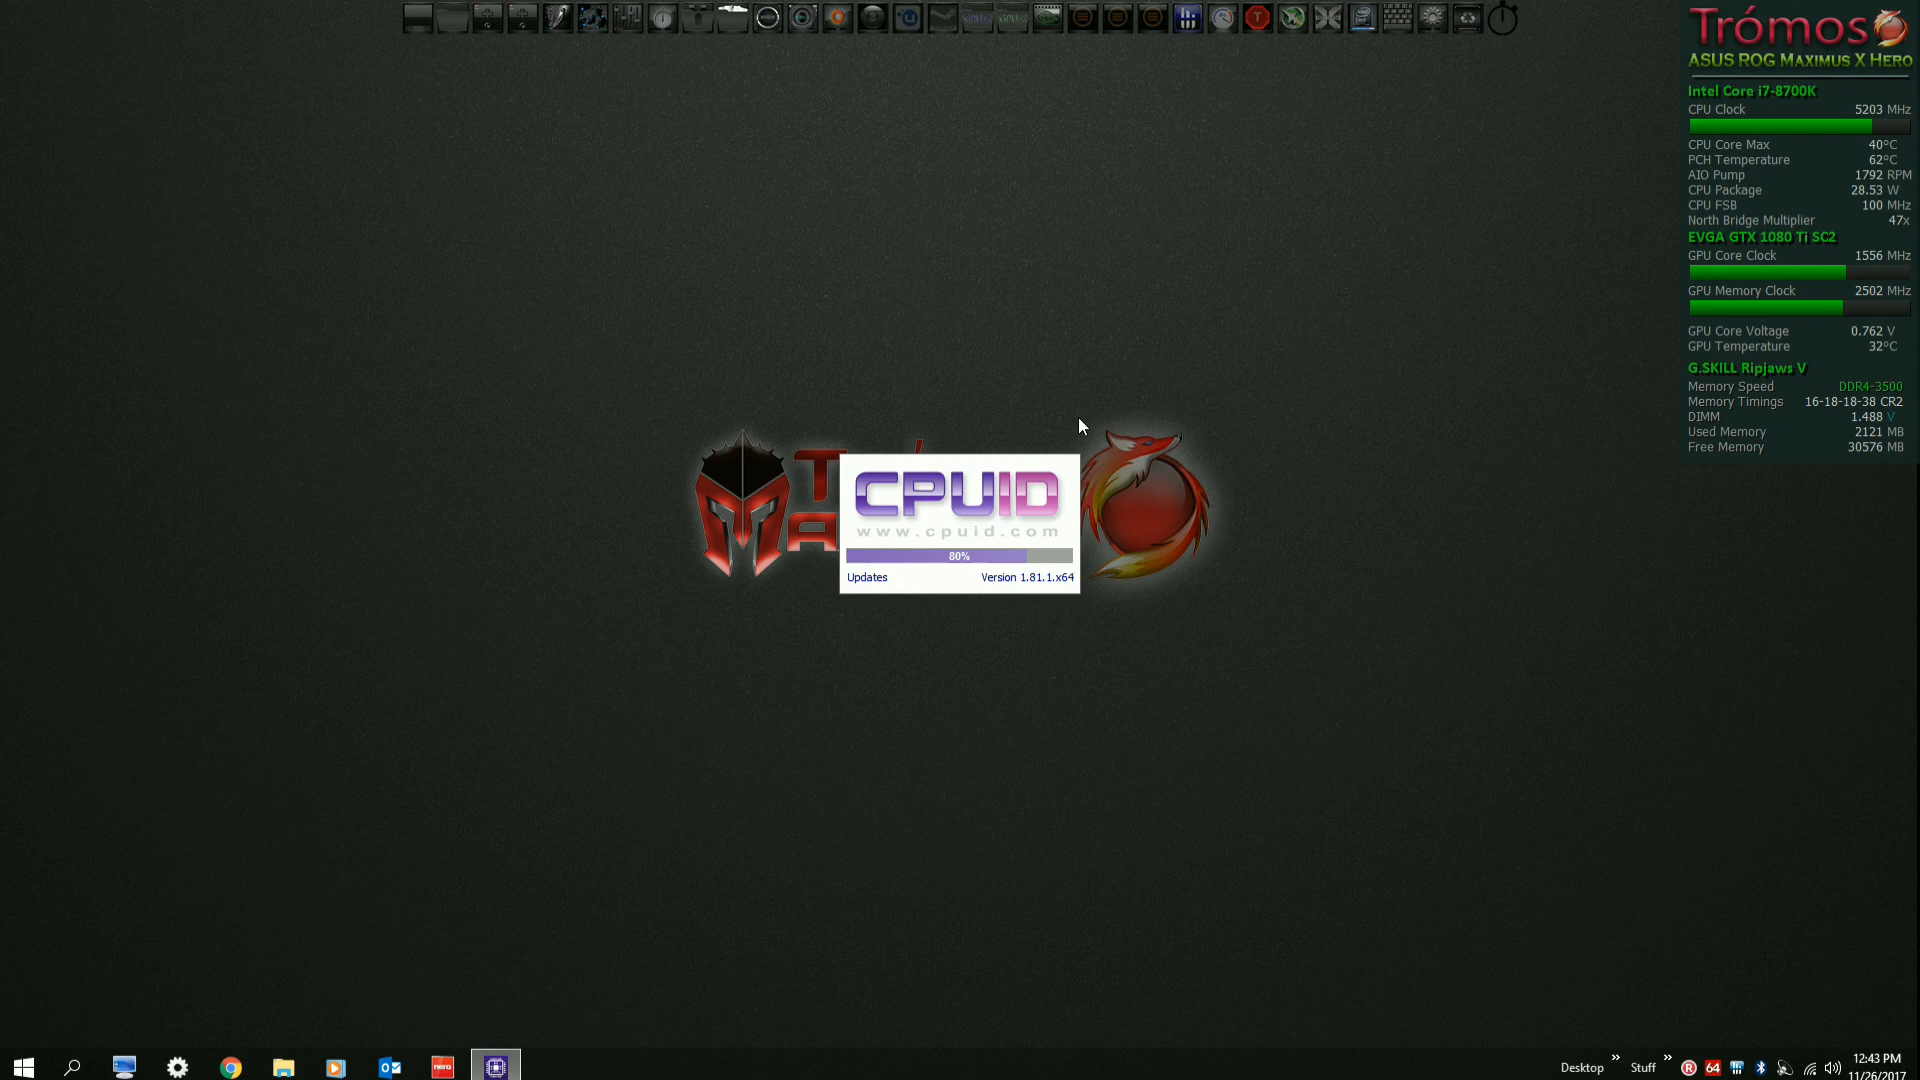 Trómos
ASUS ROG Maximus X Hero
Intel Core i7-8700K
CPU Clock 5203 MHz
CPU Core Max 40°C
PCH Temperature 62°C
AIO Pump 1792 RPM
CPU Package 28.53 W
CPU FSB 100 MHz
North Bridge Multiplier 47x
EVGA GTX 1080 Ti SC2
GPU Core Clock 1556 MHz
GPU Memory Clock 2502 MHz
GPU Core Voltage 0.762 V
GPU Temperature 32°C
G.SKILL Ripjaws V
Memory Speed DDR4-3500
Memory Timings 16-18-18-38 CR2
DIMM 1.488 V
Used Memory 2121 MB
Free Memory 30576 MB
T
A
CPUID
www.cpuid.com
80%
Updates Version 1.81.1.x64
nero
Desktop » Stuff » R 64 12:43 PM
11/26/2017